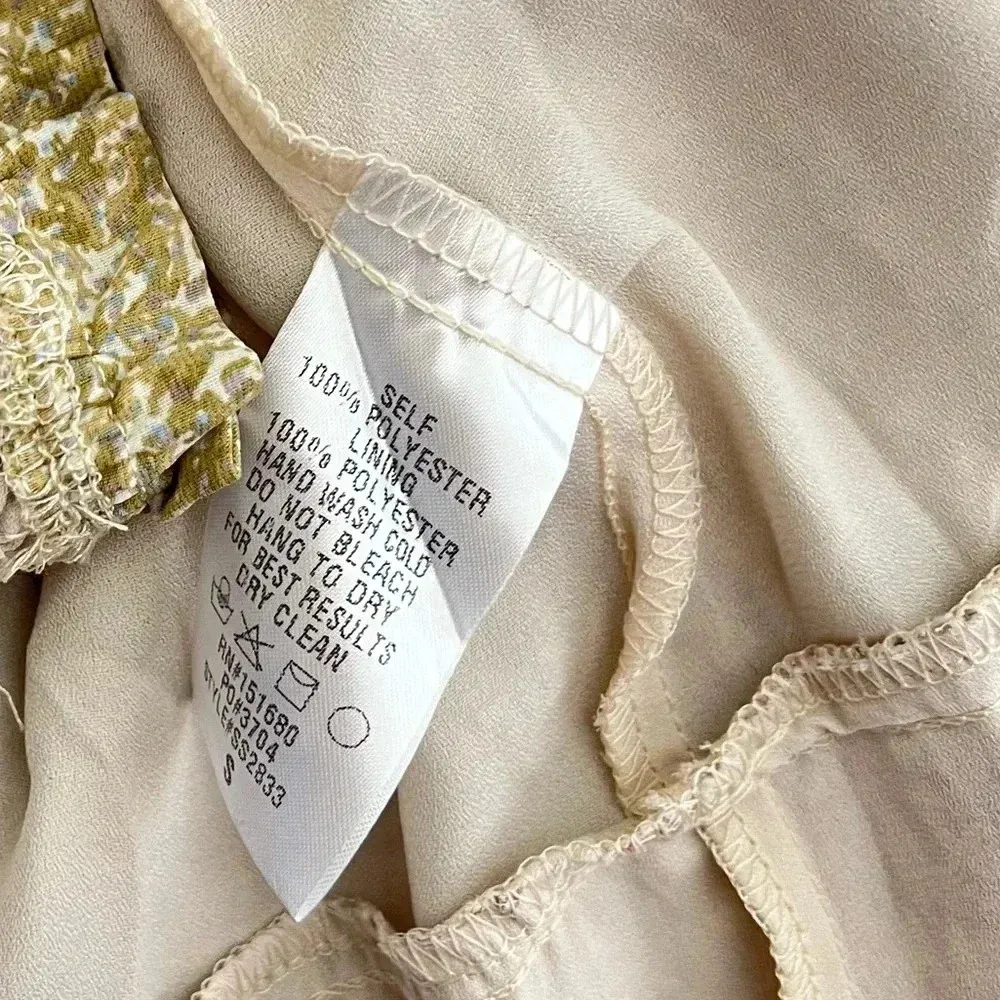 SELF
100% POLYESTER
LINING
100% POLYESTER
HAND WASH COLD
DO NOT BLEACH
HANG TO DRY
FOR BEST RESULTS
DRY CLEAN
RN#151680
PO#3704
STYLE#SS2833
S